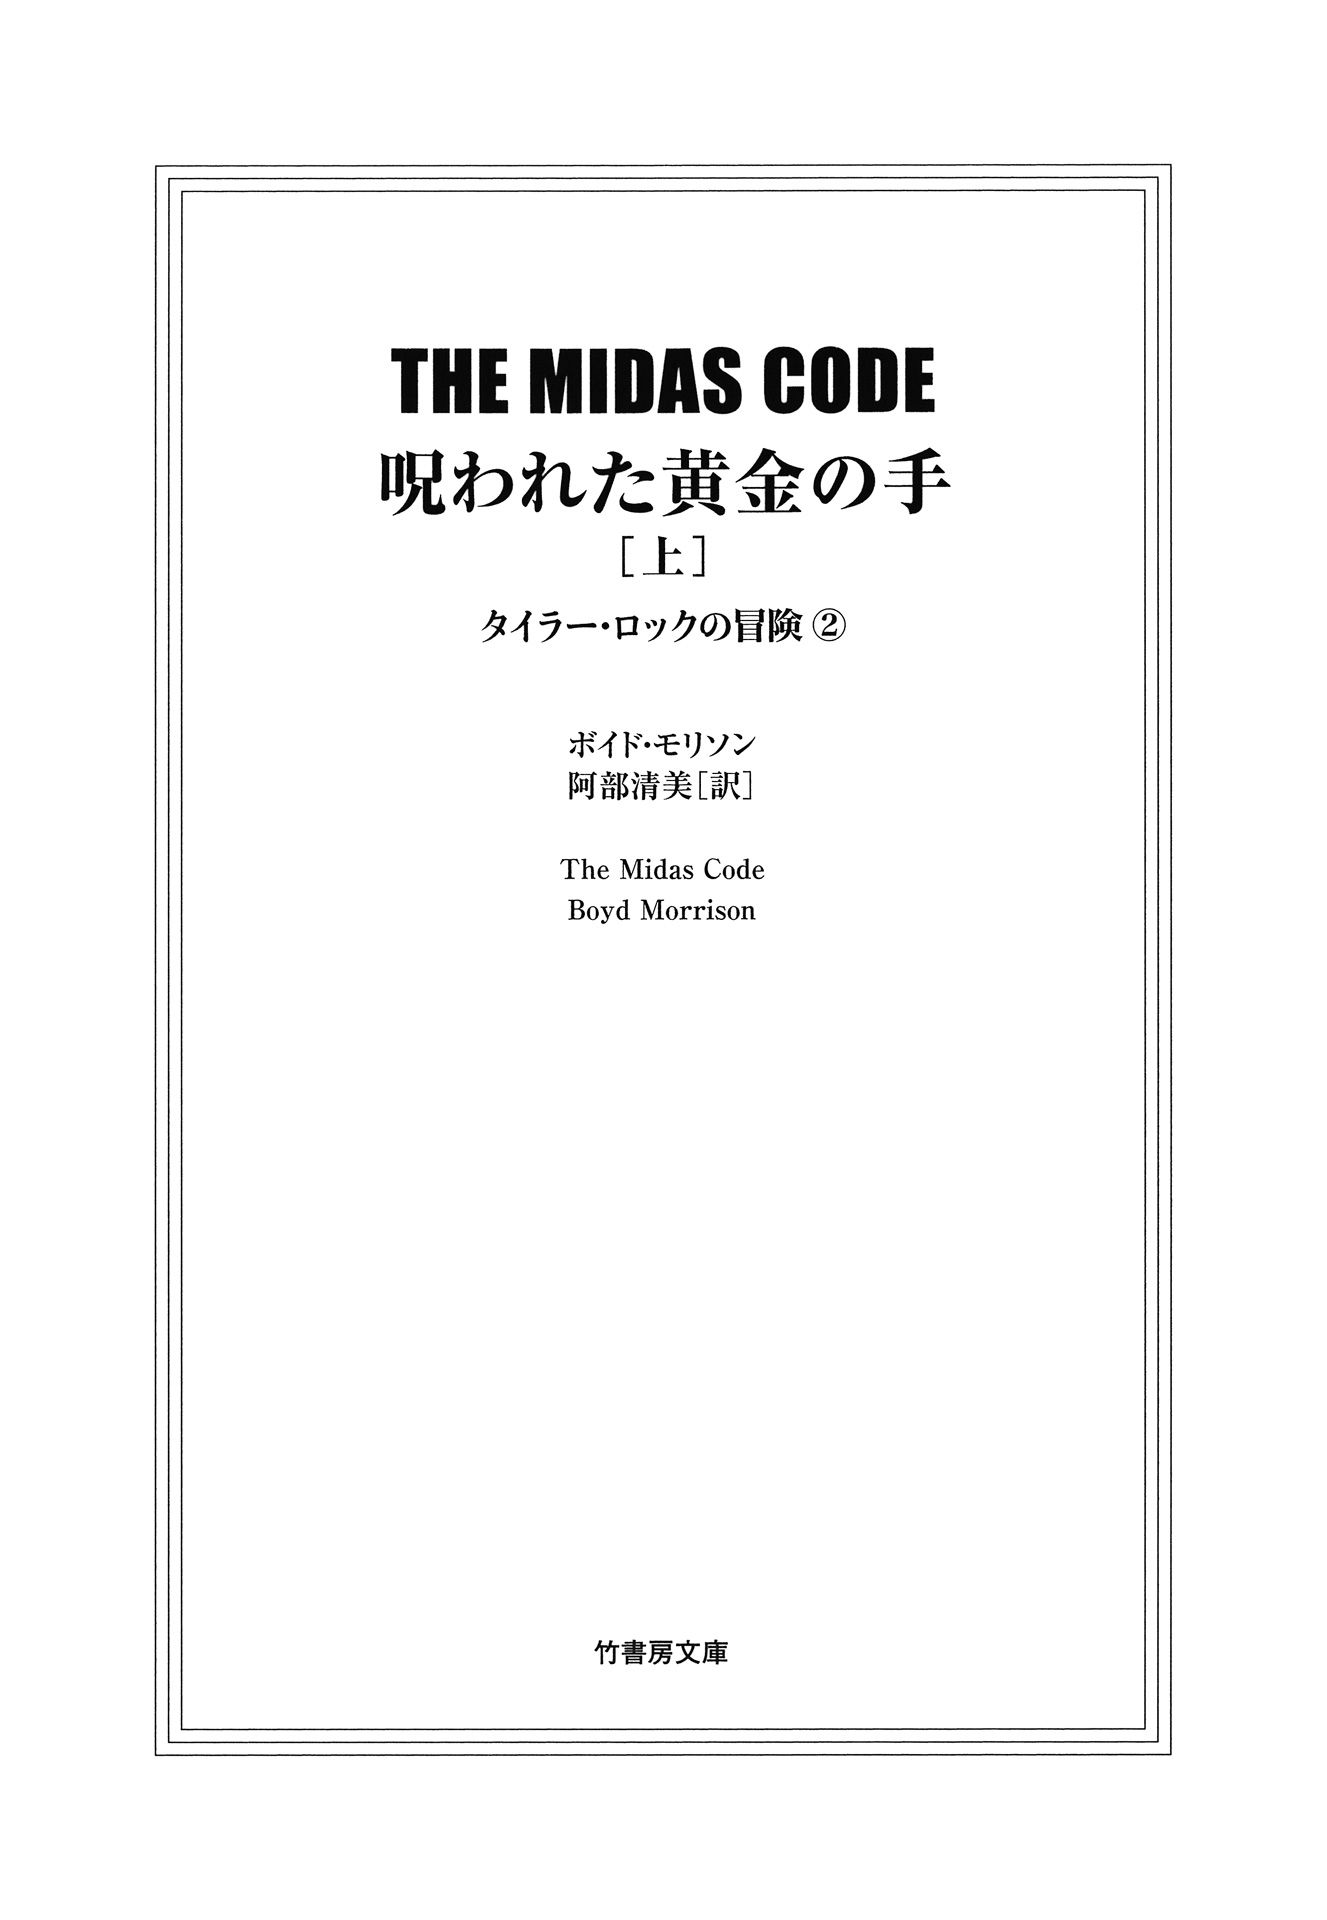 THE MIDAS CODE
呪われた黄金の手
［上］
タイラー・ロックの冒険②
ボイド・モリソン
阿部清美［訳］
The Midas Code
Boyd Morrison
竹書房文庫